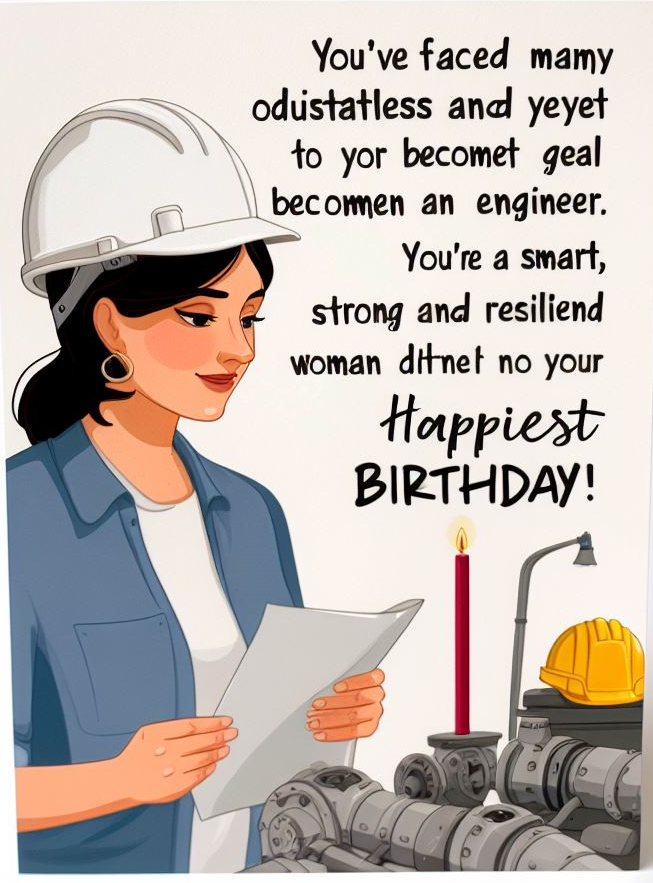 You've faced mamy
odustatless and yeyet
to yor becomet geal
becommen an engineer.
You're a smart,
strong and resiliend
woman ditnet no your
Happiest
BIRTHDAY!